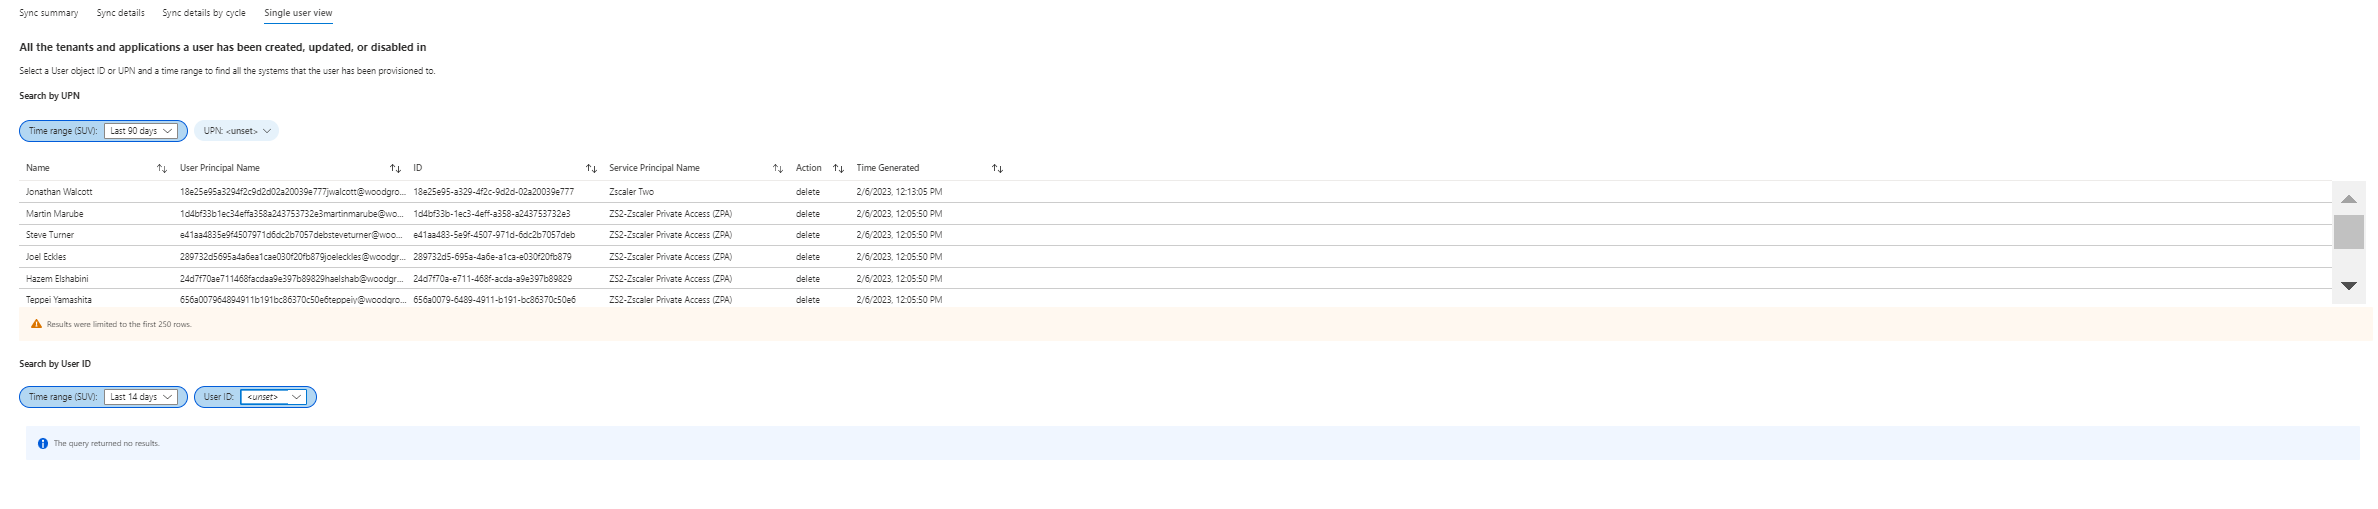 Sync summary Sync details Sync details by cycle Single user view
All the tenants and applications a user has been created, updated, or disabled in
Select a User object ID or UPN and a time range to find all the systems that the user has been provisioned to.
Search by UPN
Time range (SUV): Last 90 days UPN: <unset>
Name User Principal Name ID Service Principal Name Action Time Generated
Jonathan Walcott 18e25e95a3294f2c9d2d02a20039e777jwalcott@woodgro... 18e25e95-a329-4f2c-9d2d-02a20039e777 Zscaler Two delete 2/6/2023, 12:13:05 PM
Martin Marube 1d4bf33b1ec34effa358a243753732e3martinmarube@wo... 1d4bf33b-1ec3-4eff-a358-a243753732e3 ZS2-Zscaler Private Access (ZPA) delete 2/6/2023, 12:05:50 PM
Steve Turner e41aa4835e9f4507971d6dc2b7057debsteveturner@woo... e41aa483-5e9f-4507-971d-6dc2b7057deb ZS2-Zscaler Private Access (ZPA) delete 2/6/2023, 12:05:50 PM
Joel Eckles 289732d5695a4a6ea1cae030f20fb879joeleckles@woodgr... 289732d5-695a-4a6e-a1ca-e030f20fb879 ZS2-Zscaler Private Access (ZPA) delete 2/6/2023, 12:05:50 PM
Hazem Elshabini 24d7f70ae711468facdaa9e397b89829haelshab@woodgr... 24d7f70a-e711-468f-acda-a9e397b89829 ZS2-Zscaler Private Access (ZPA) delete 2/6/2023, 12:05:50 PM
Teppei Yamashita 656a007964894911b191bc86370c50e6teppeiy@woodgro... 656a0079-6489-4911-b191-bc86370c50e6 ZS2-Zscaler Private Access (ZPA) delete 2/6/2023, 12:05:50 PM
Results were limited to the first 250 rows.
Search by User ID
Time range (SUV): Last 14 days User ID: <unset>
The query returned no results.